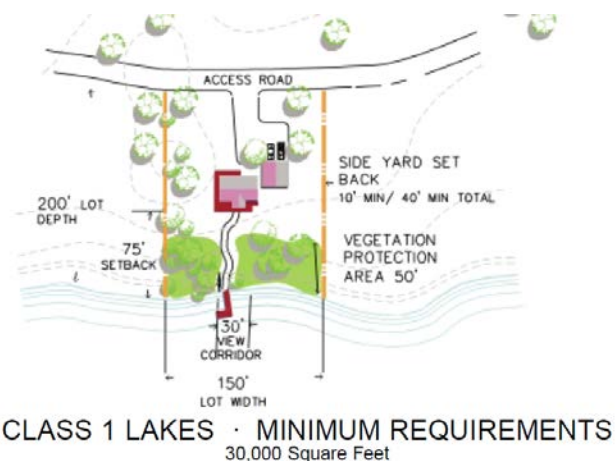 ACCESS ROAD
SIDE YARD SET
BACK
10' MIN/ 40' MIN TOTAL
200' LOT
DEPTH
75'
SETBACK
VEGETATION
PROTECTION
AREA 50'
30'
VIEW
CORRIDOR
150'
LOT WIDTH
CLASS 1 LAKES · MINIMUM REQUIREMENTS
30,000 Square Feet